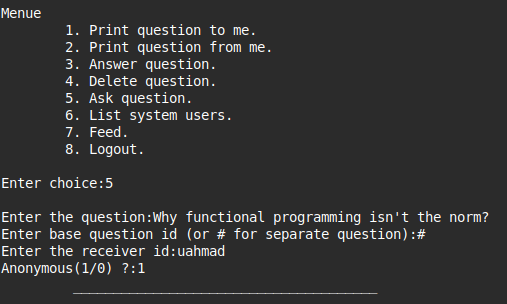 Menue
1. Print question to me.
2. Print question from me.
3. Answer question.
4. Delete question.
5. Ask question.
6. List system users.
7. Feed.
8. Logout.
Enter choice:5
Enter the question:Why functional programming isn't the norm?
Enter base question id (or # for separate question):#
Enter the receiver id:uahmad
Anonymous(1/0) ?:1
______________________________________